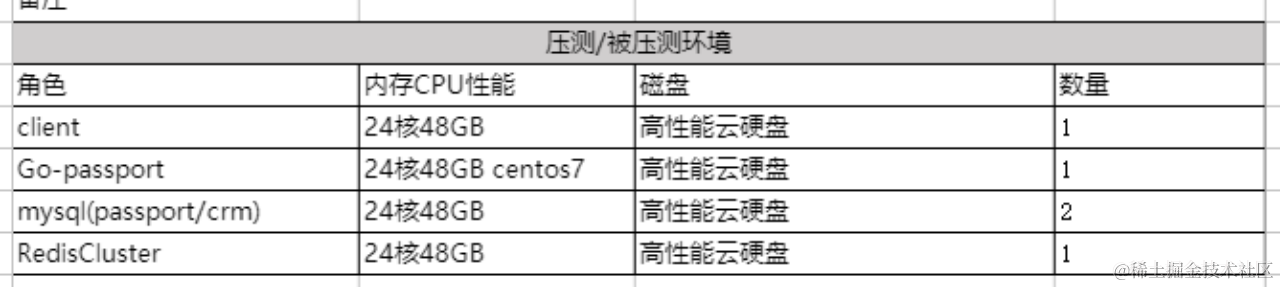 备注
压测/被压测环境
角色 内存CPU性能 磁盘 数量
client 24核48GB 高性能云硬盘 1
Go-passport 24核48GB centos7 高性能云硬盘 1
mysql(passport/crm) 24核48GB 高性能云硬盘 2
RedisCluster 24核48GB 高性能云硬盘 1
@稀土掘金技术社区